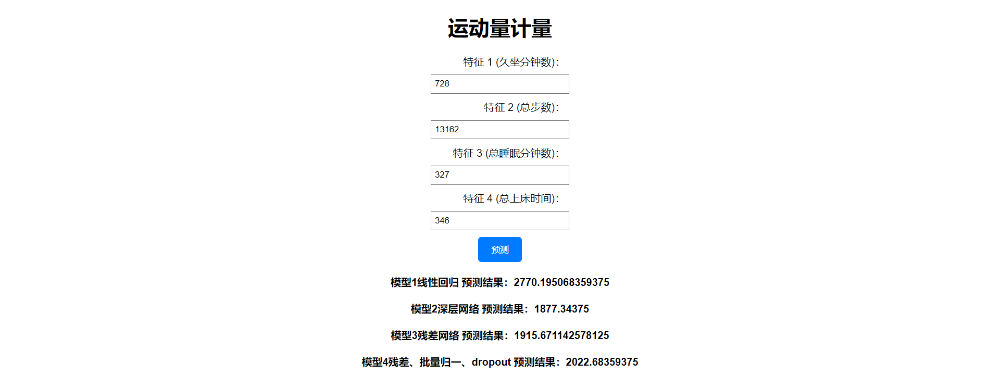 运动量计量
特征 1 (久坐分钟数):
728
特征 2 (总步数):
13162
特征 3 (总睡眠分钟数):
327
特征 4 (总上床时间):
346
预测
模型1线性回归 预测结果：2770.195068359375
模型2深层网络 预测结果：1877.34375
模型3残差网络 预测结果：1915.671142578125
模型4残差、批量归一、dropout 预测结果：2022.68359375